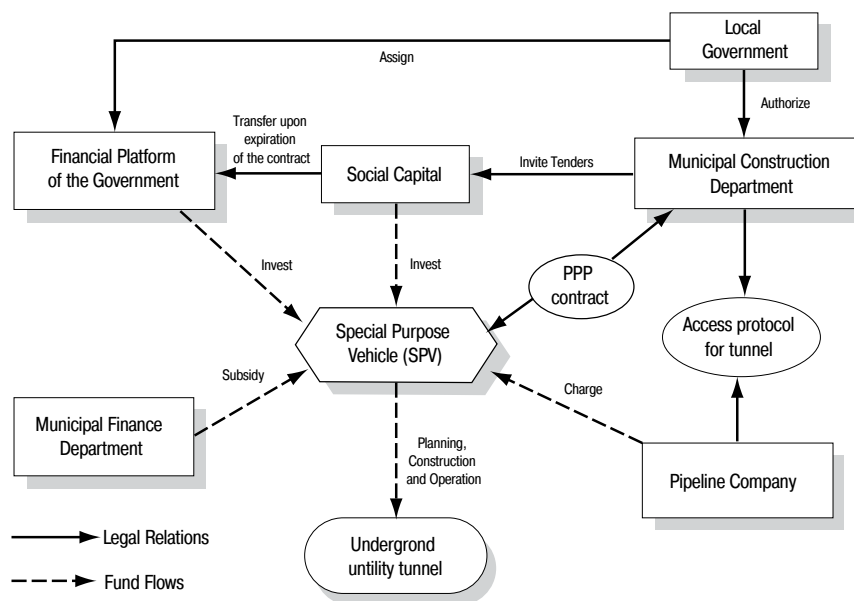 Local
Government
Assign
Authorize
Transfer upon
expiration
of the contract
Financial Platform
of the Government
Social Capital
Invite Tenders
Municipal Construction
Department
Invest
Invest
PPP
contract
Special Purpose
Vehicle (SPV)
Access protocol
for tunnel
Subsidy
Charge
Municipal Finance
Department
Planning,
Construction
and Operation
Pipeline Company
Legal Relations
Undergrond
untility tunnel
Fund Flows